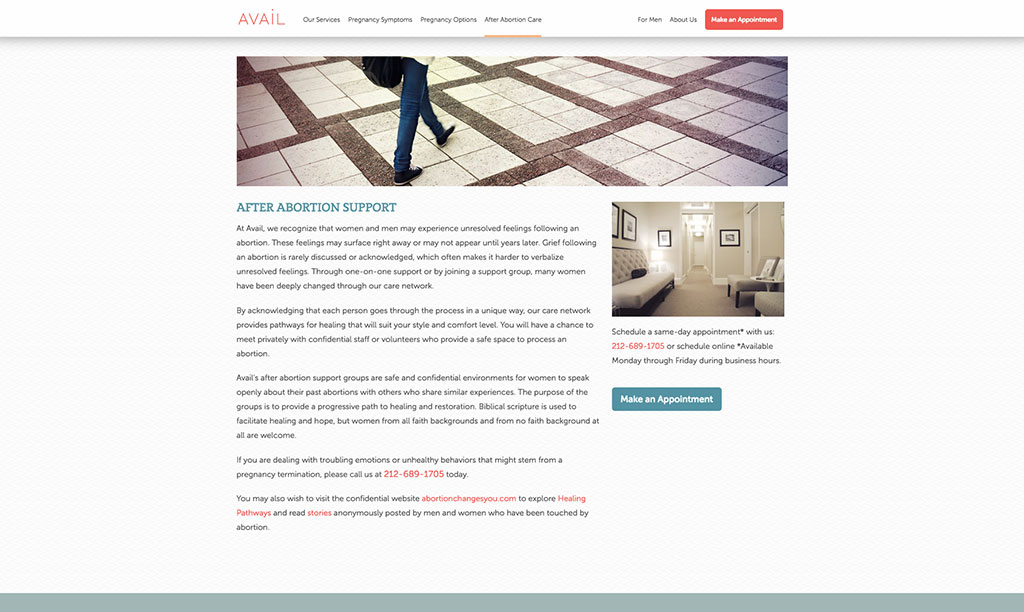 AVAIL
Our Services
Pregnancy Symptoms
Pregnancy Options
After Abortion Care
For Men
About Us
Make an Appointment
AFTER ABORTION SUPPORT
At Avail, we recognize that women and men may experience unresolved feelings following an
abortion. These feelings may surface right away or may not appear until years later. Grief following
an abortion is rarely discussed or acknowledged, which often makes it harder to verbalize
unresolved feelings. Through one-on-one support or by joining a support group, many women
have been deeply changed through our care network.
By acknowledging that each person goes through the process in a unique way, our care network
provides pathways for healing that will suit your style and comfort level. You will have a chance to
meet privately with confidential staff or volunteers who provide a safe space to process an
abortion.
Avail's after abortion support groups are safe and confidential environments for women to speak
openly about their past abortions with others who share similar experiences. The purpose of the
groups is to provide a progressive path to healing and restoration. Biblical scripture is used to
facilitate healing and hope, but women from all faith backgrounds and from no faith background at
all are welcome.
If you are dealing with troubling emotions or unhealthy behaviors that might stem from a
pregnancy termination, please call us at 212-689-1705 today.
You may also wish to visit the confidential website abortionchangesyou.com to explore Healing
Pathways and read stories anonymously posted by men and women who have been touched by
abortion.
Schedule a same-day appointment* with us:
212-689-1705 or schedule online *Available
Monday through Friday during business hours.
Make an Appointment